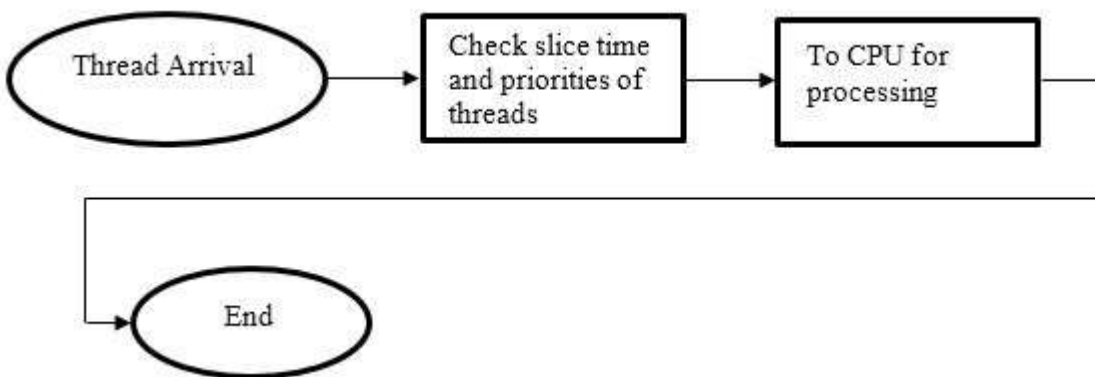 Thread Arrival
Check slice time
and priorities of
threads
To CPU for
processing
End